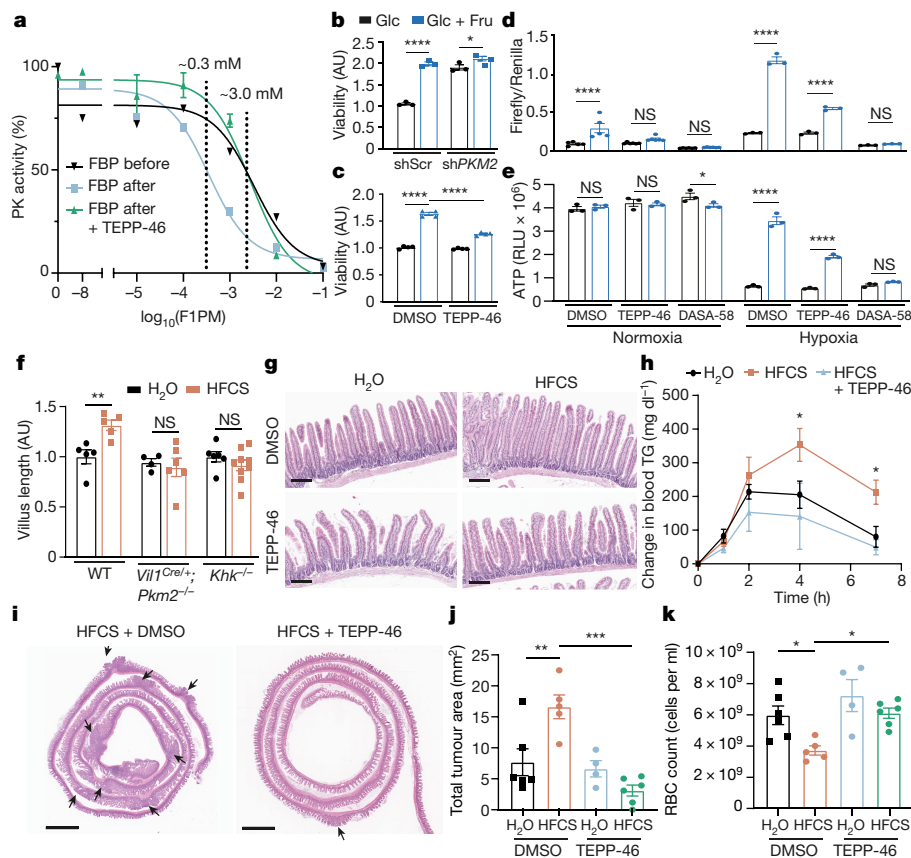 a
~0.3 mM
~3.0 mM
PK activity (%)
100
50
0
FBP before
FBP after
FBP after
+ TEPP-46
0 –8 –5 –4 –3 –2 –1
log10(F1PM)
b
Glc Glc + Fru
Viability (AU)
2.5
2.0
1.5
1.0
0.5
0
**** *
shScr shPKM2
c
Viability (AU)
2.0
1.5
1.0
0.5
0
**** ****
DMSO TEPP-46
d
Firefly/Renilla
1.5
1.0
0.5
0
**** NS NS **** **** NS
e
ATP (RLU × 10⁶)
5
4
3
2
1
0
NS NS * **** **** NS
DMSO TEPP-46 DASA-58 DMSO TEPP-46 DASA-58
Normoxia Hypoxia
f
H₂O HFCS
Villus length (AU)
1.5
1.0
0.5
0
** NS NS
WT Vil1Cre/+; Khk–/–
Pkm2–/–
g
H₂O HFCS
DMSO
TEPP-46
h
H₂O HFCS HFCS
+ TEPP-46
Change in blood TG (mg dl–1)
500
400
300
200
100
0
* *
0 2 4 6 8
Time (h)
i
HFCS + DMSO HFCS + TEPP-46
j
Total tumour area (mm²)
25
20
15
10
5
0
** ***
H₂O HFCS H₂O HFCS
DMSO TEPP-46
k
RBC count (cells per ml)
1 × 10¹⁰
8 × 10⁹
6 × 10⁹
4 × 10⁹
2 × 10⁹
0
* *
H₂O HFCS H₂O HFCS
DMSO TEPP-46